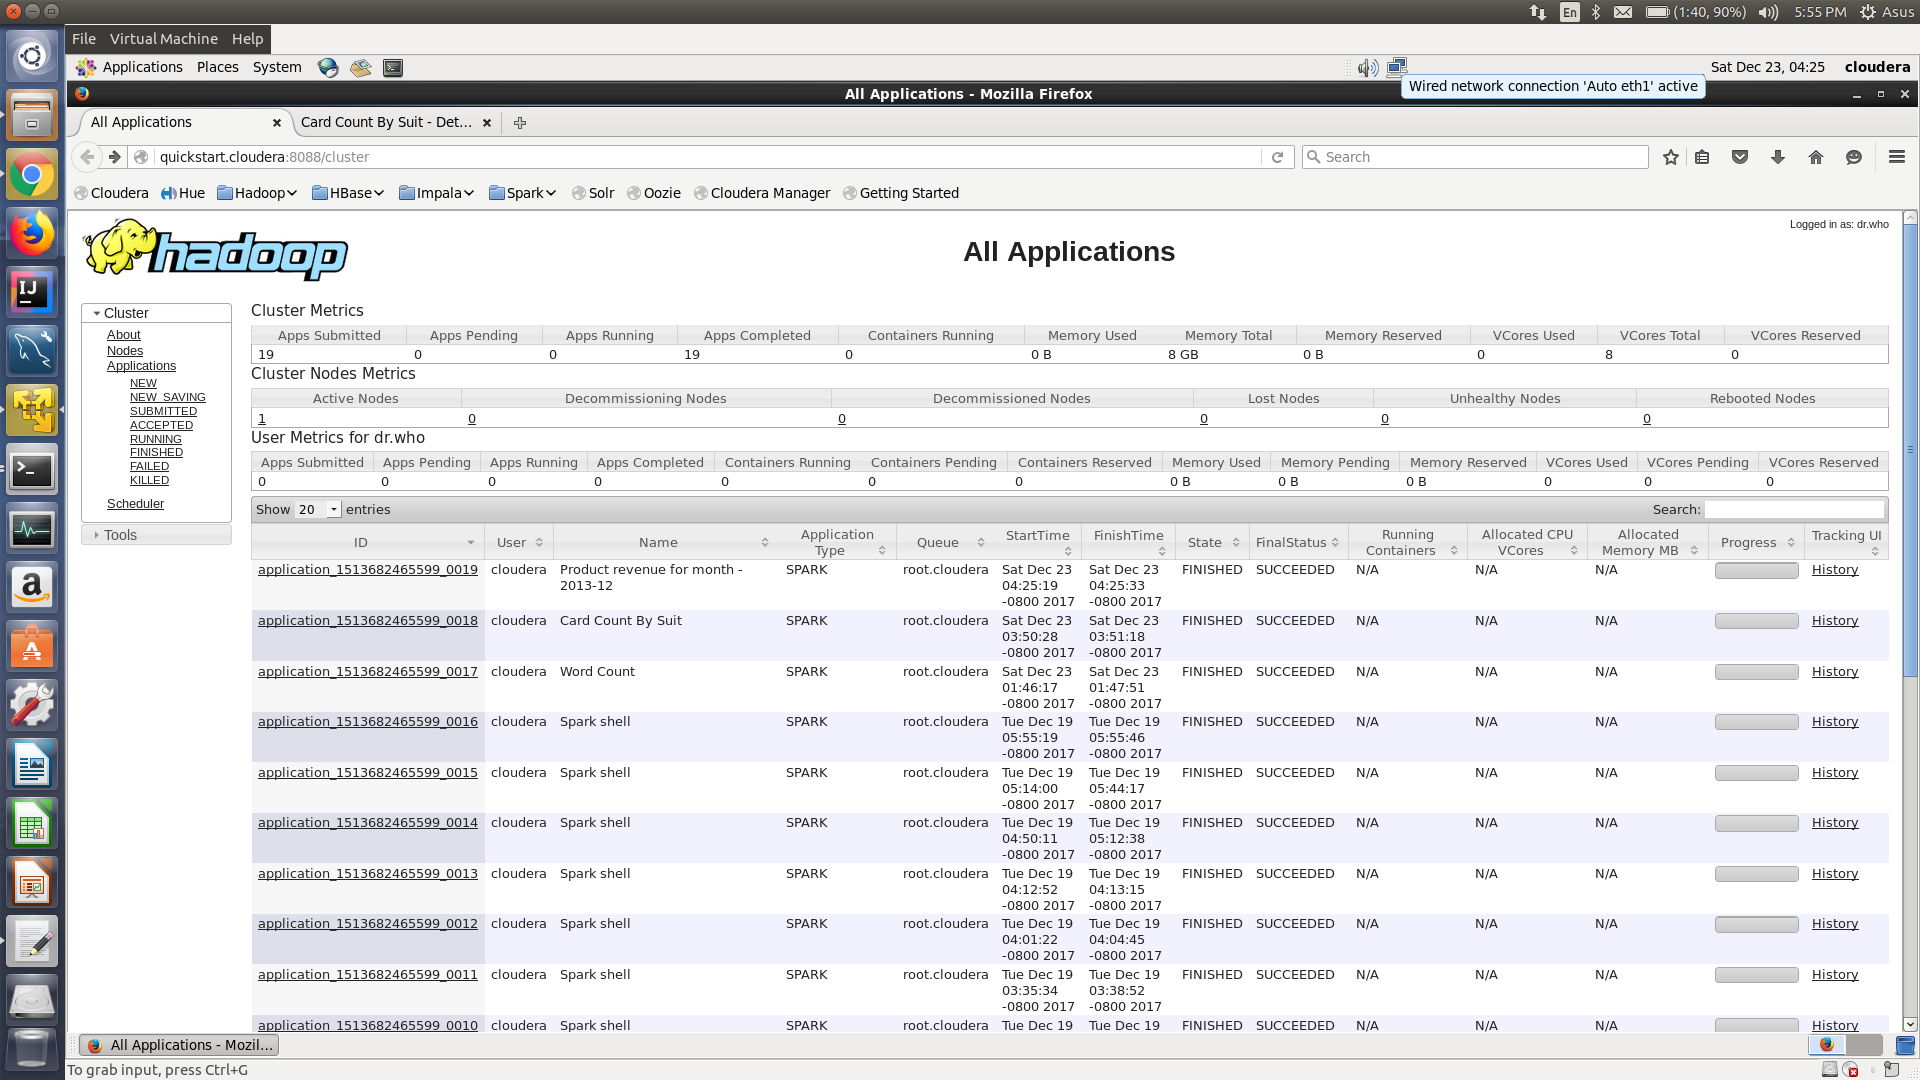 En
(1:40, 90%)
5:55 PM
Asus
File Virtual Machine Help
Applications Places System
Sat Dec 23, 04:25 cloudera
Wired network connection 'Auto eth1' active
All Applications - Mozilla Firefox
All Applications
Card Count By Suit - Det...
quickstart.cloudera:8088/cluster
Search
Cloudera Hue Hadoop HBase Impala Spark Solr Oozie Cloudera Manager Getting Started
Logged in as: dr.who
hadoop
All Applications
Cluster
About
Nodes
Applications
NEW
NEW_SAVING
SUBMITTED
ACCEPTED
RUNNING
FINISHED
FAILED
KILLED
Scheduler
Tools
Cluster Metrics
Apps Submitted Apps Pending Apps Running Apps Completed Containers Running Memory Used Memory Total Memory Reserved VCores Used VCores Total VCores Reserved
19 0 0 19 0 0 B 8 GB 0 B 0 8 0
Cluster Nodes Metrics
Active Nodes Decommissioning Nodes Decommissioned Nodes Lost Nodes Unhealthy Nodes Rebooted Nodes
1 0 0 0 0 0
User Metrics for dr.who
Apps Submitted Apps Pending Apps Running Apps Completed Containers Running Containers Pending Containers Reserved Memory Used Memory Pending Memory Reserved VCores Used VCores Pending VCores Reserved
0 0 0 0 0 0 0 0 B 0 B 0 B 0 0 0
Show 20 entries
Search:
ID User Name Application Type Queue StartTime FinishTime State FinalStatus Running Containers Allocated CPU VCores Allocated Memory MB Progress Tracking UI
application_1513682465599_0019 cloudera Product revenue for month - 2013-12 SPARK root.cloudera Sat Dec 23 04:25:19 -0800 2017 Sat Dec 23 04:25:33 -0800 2017 FINISHED SUCCEEDED N/A N/A N/A History
application_1513682465599_0018 cloudera Card Count By Suit SPARK root.cloudera Sat Dec 23 03:50:28 -0800 2017 Sat Dec 23 03:51:18 -0800 2017 FINISHED SUCCEEDED N/A N/A N/A History
application_1513682465599_0017 cloudera Word Count SPARK root.cloudera Sat Dec 23 01:46:17 -0800 2017 Sat Dec 23 01:47:51 -0800 2017 FINISHED SUCCEEDED N/A N/A N/A History
application_1513682465599_0016 cloudera Spark shell SPARK root.cloudera Tue Dec 19 05:55:19 -0800 2017 Tue Dec 19 05:55:46 -0800 2017 FINISHED SUCCEEDED N/A N/A N/A History
application_1513682465599_0015 cloudera Spark shell SPARK root.cloudera Tue Dec 19 05:14:00 -0800 2017 Tue Dec 19 05:44:17 -0800 2017 FINISHED SUCCEEDED N/A N/A N/A History
application_1513682465599_0014 cloudera Spark shell SPARK root.cloudera Tue Dec 19 04:50:11 -0800 2017 Tue Dec 19 05:12:38 -0800 2017 FINISHED SUCCEEDED N/A N/A N/A History
application_1513682465599_0013 cloudera Spark shell SPARK root.cloudera Tue Dec 19 04:12:52 -0800 2017 Tue Dec 19 04:13:15 -0800 2017 FINISHED SUCCEEDED N/A N/A N/A History
application_1513682465599_0012 cloudera Spark shell SPARK root.cloudera Tue Dec 19 04:01:22 -0800 2017 Tue Dec 19 04:04:45 -0800 2017 FINISHED SUCCEEDED N/A N/A N/A History
application_1513682465599_0011 cloudera Spark shell SPARK root.cloudera Tue Dec 19 03:35:34 -0800 2017 Tue Dec 19 03:38:52 -0800 2017 FINISHED SUCCEEDED N/A N/A N/A History
application_1513682465599_0010 cloudera Spark shell SPARK root.cloudera Tue Dec 19 Tue Dec 19 FINISHED SUCCEEDED N/A N/A N/A History
All Applications - Mozil...
To grab input, press Ctrl+G